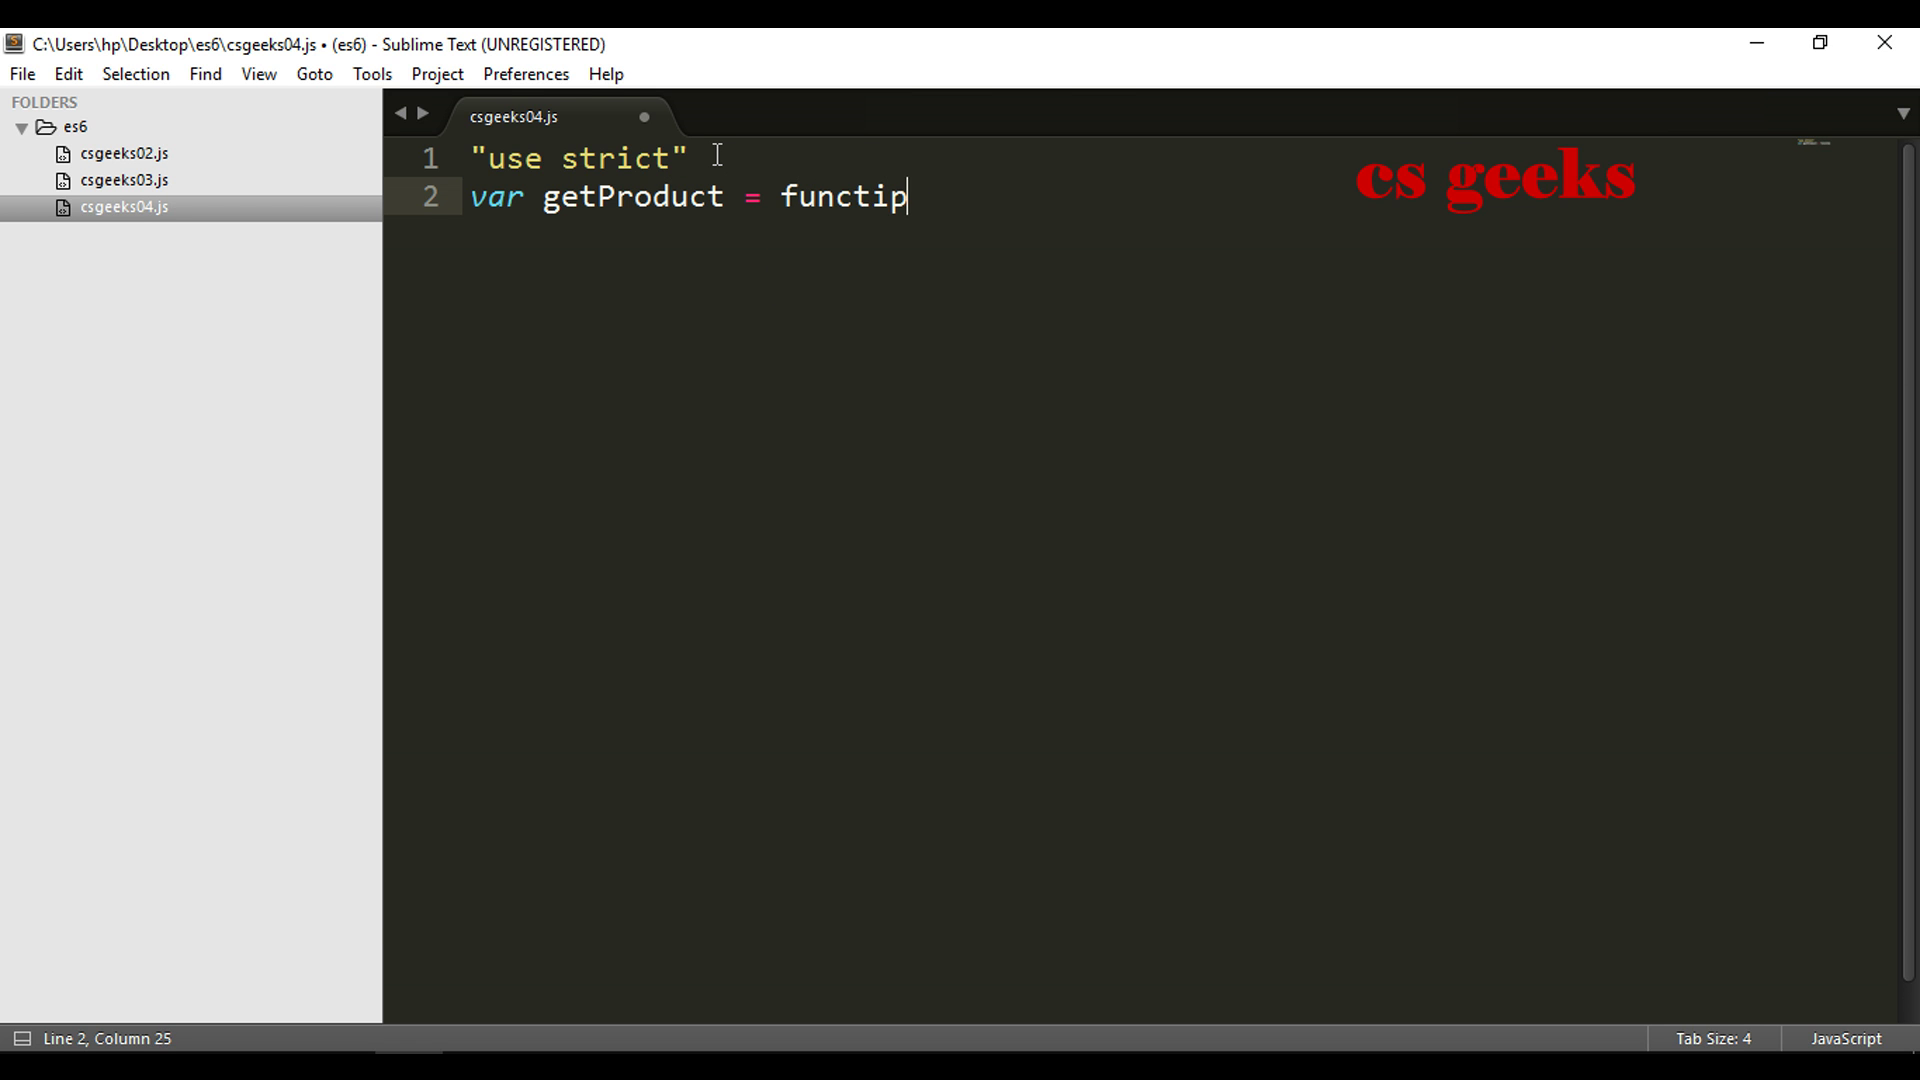 C:\Users\hp\Desktop\es6\csgeeks04.js • (es6) - Sublime Text (UNREGISTERED)
File Edit Selection Find View Goto Tools Project Preferences Help
FOLDERS
es6
csgeeks02.js
csgeeks03.js
csgeeks04.js
csgeeks04.js
1 "use strict"
2 var getProduct = functip
cs geeks
Line 2, Column 25
Tab Size: 4
JavaScript